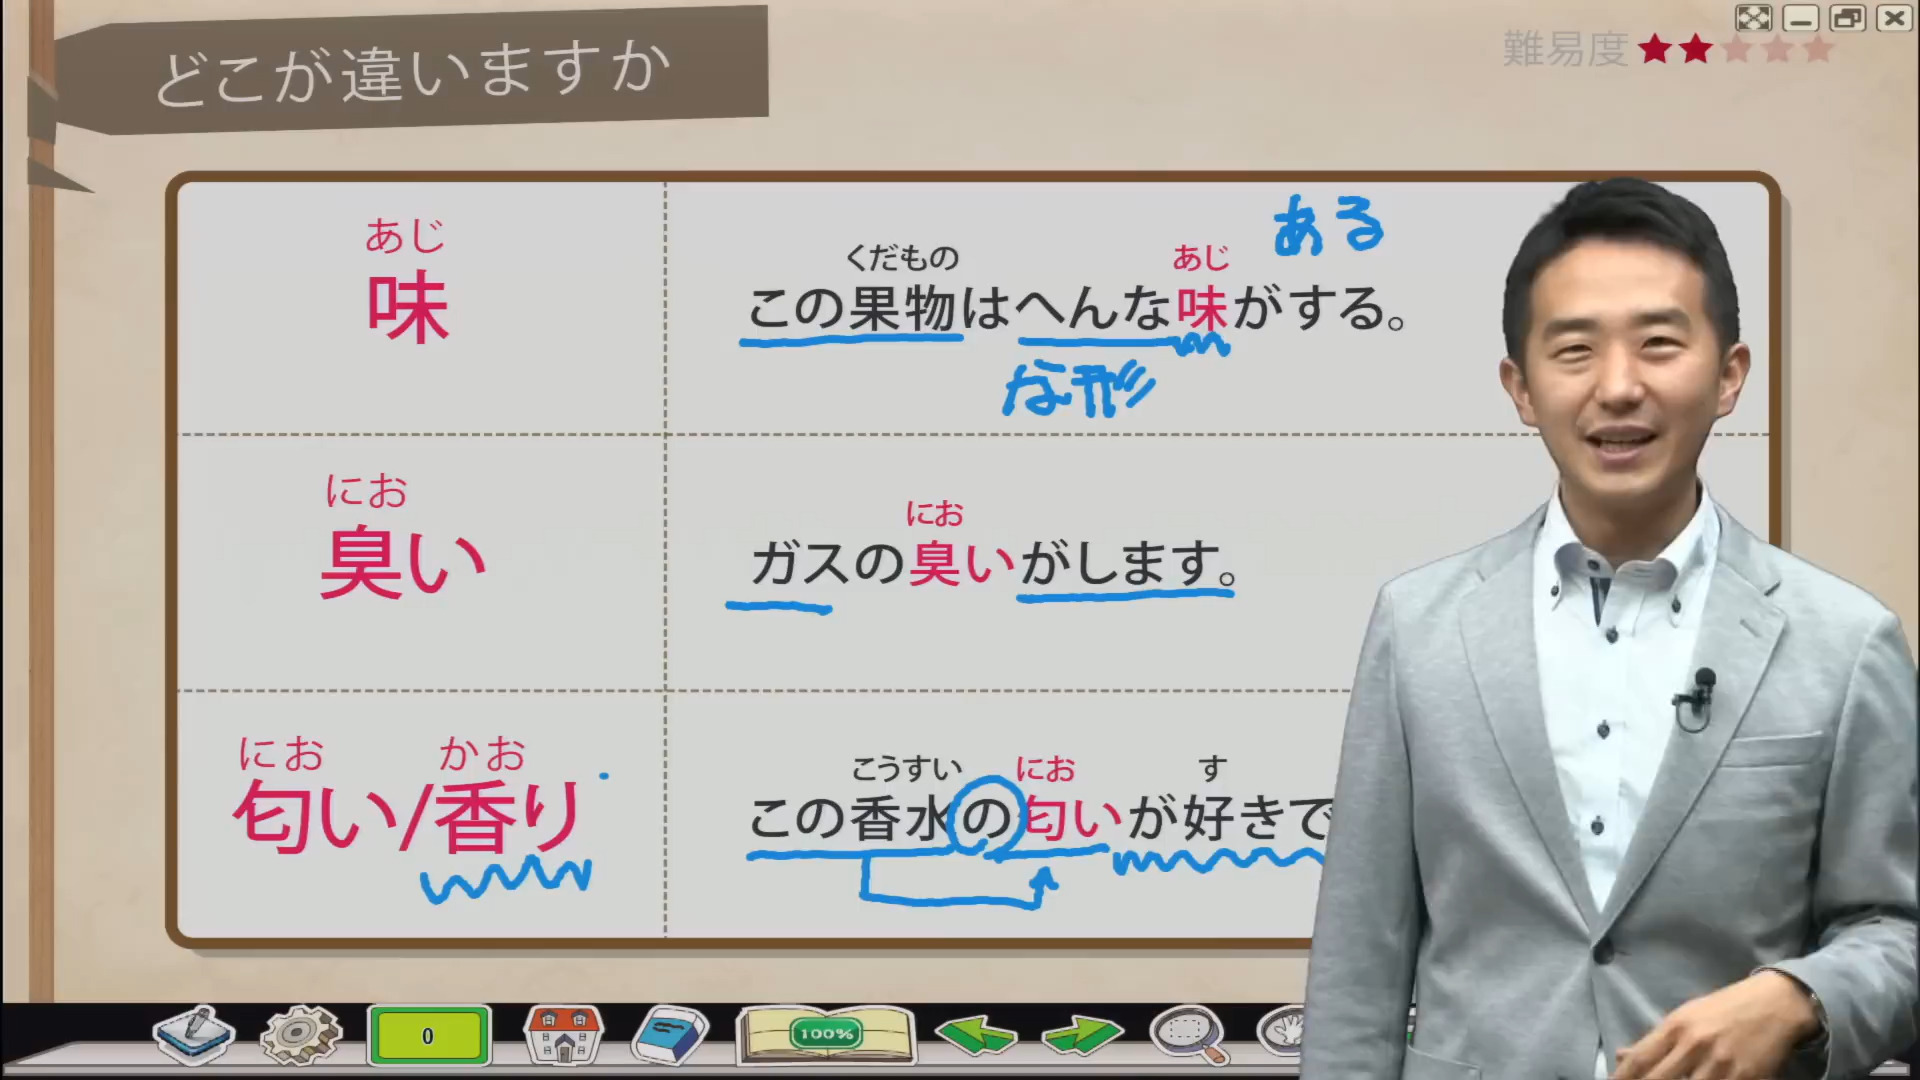 どこが違いますか
難易度
あじ
味
ある
くだもの あじ
この果物はへんな味がする。
な形
にお
臭い
にお
ガスの臭いがします。
にお かお
匂い/香り
こうすい にお す
この香水の匂いが好きで
0
100%